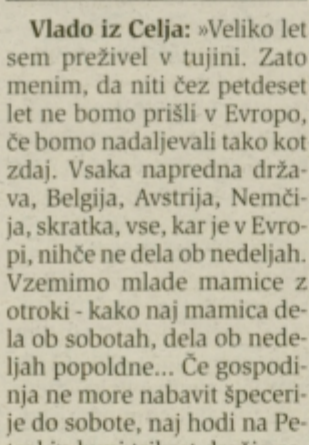 Vlado iz Celja: »Veliko let
sem preživel v tujini. Zato
menim, da niti čez petdeset
let ne bomo prišli v Evropo,
če bomo nadaljevali tako kot
zdaj. Vsaka napredna drža-
va, Belgija, Avstrija, Nemči-
ja, skratka, vse, kar je v Evro-
pi, nihče ne dela ob nedeljah.
Vzemimo mlade mamice z
otroki - kako naj mamica de-
la ob sobotah, dela ob nede-
ljah popoldne... Če gospodi-
nja ne more nabavit špeceri-
je do sobote, naj hodi na Pe-